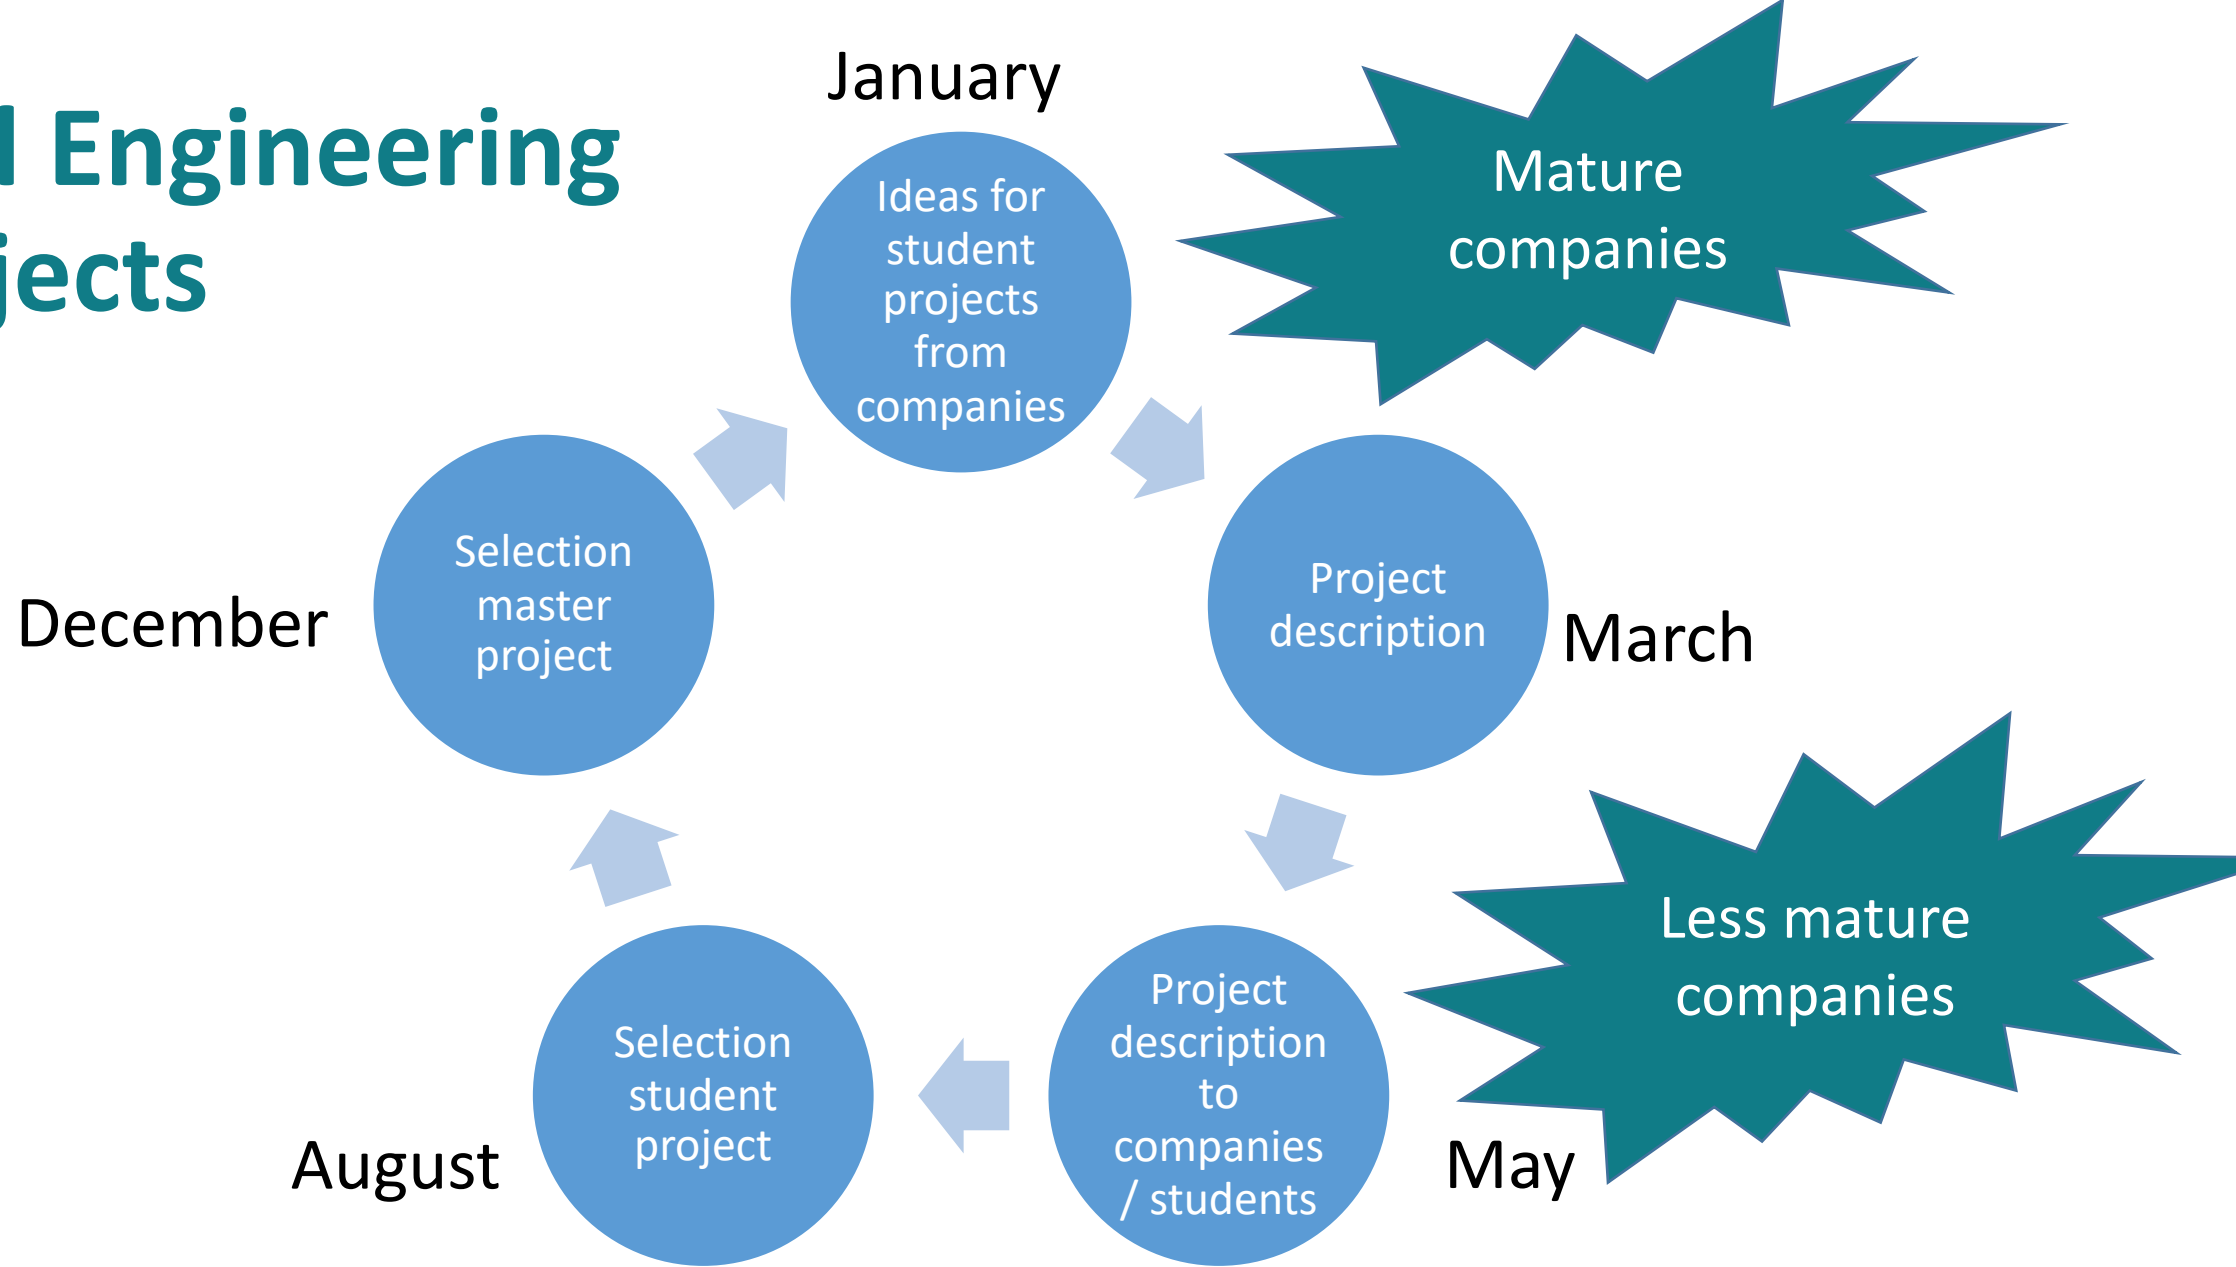 l Engineering
jects
January
Ideas for
student
projects
from
companies
Mature
companies
Project
description
March
Less mature
companies
Project
description
to
companies
/ students
May
Selection
student
project
August
Selection
master
project
December